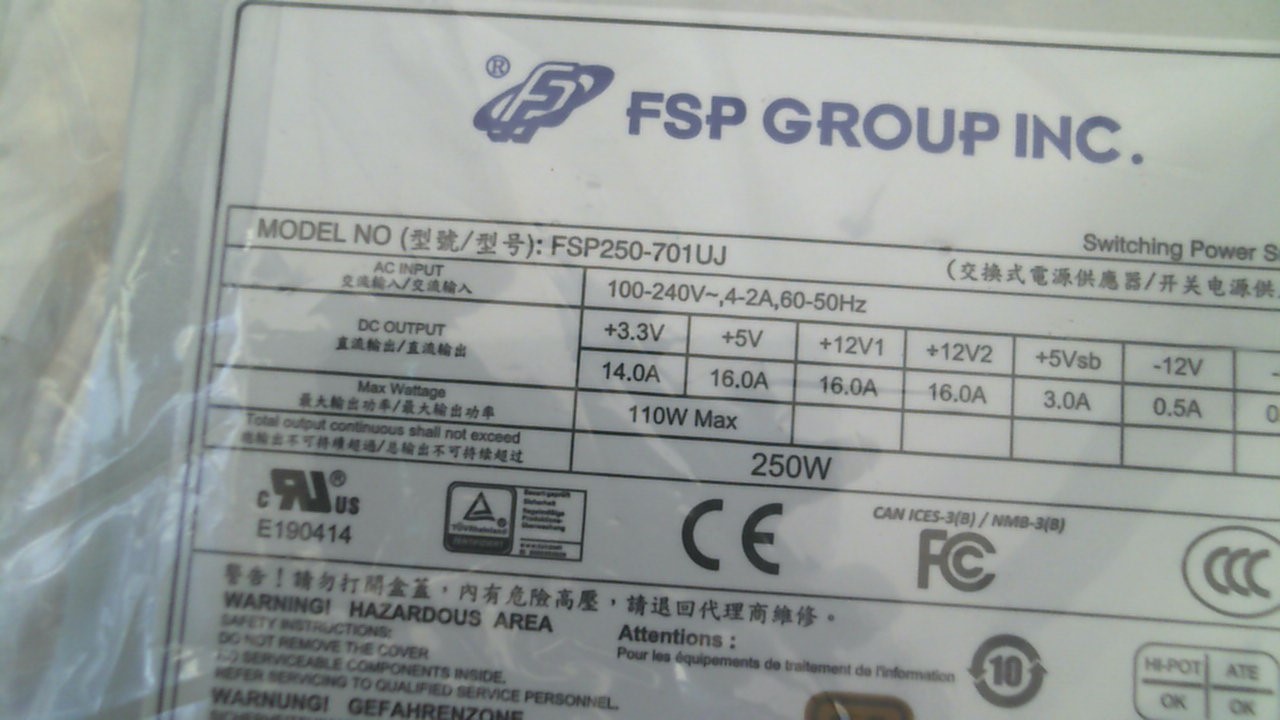 ® FSP GROUP INC.
MODEL NO (型號/型号): FSP250-701UJ
Switching Power S
(交換式電源供應器/开关电源供
AC INPUT
交流輸入/交流输入
100-240V~,4-2A,60-50Hz
DC OUTPUT
直流輸出/直流输出
+3.3V +5V +12V1 +12V2 +5Vsb -12V -
14.0A 16.0A 16.0A 16.0A 3.0A 0.5A 0
Max Wattage
最大輸出功率/最大输出功率
110W Max
Total output continuous shall not exceed
總輸出不可持續超過/总输出不可持续超过
250W
c RU ® US
E190414
TÜVRheinland
CE
CAN ICES-3(B) / NMB-3(B)
FC
CCC
警告！請勿打開盒蓋，內有危險高壓，請退回代理商維修。
WARNING! HAZARDOUS AREA
SAFETY INSTRUCTIONS:
DO NOT REMOVE THE COVER
NO SERVICEABLE COMPONENTS INSIDE.
REFER SERVICING TO QUALIFIED SERVICE PERSONNEL.
WARNUNG! GEFAHRENZONE
Attentions :
Pour les équipements de traitement de l'information
10
HI-POT ATE
OK OK